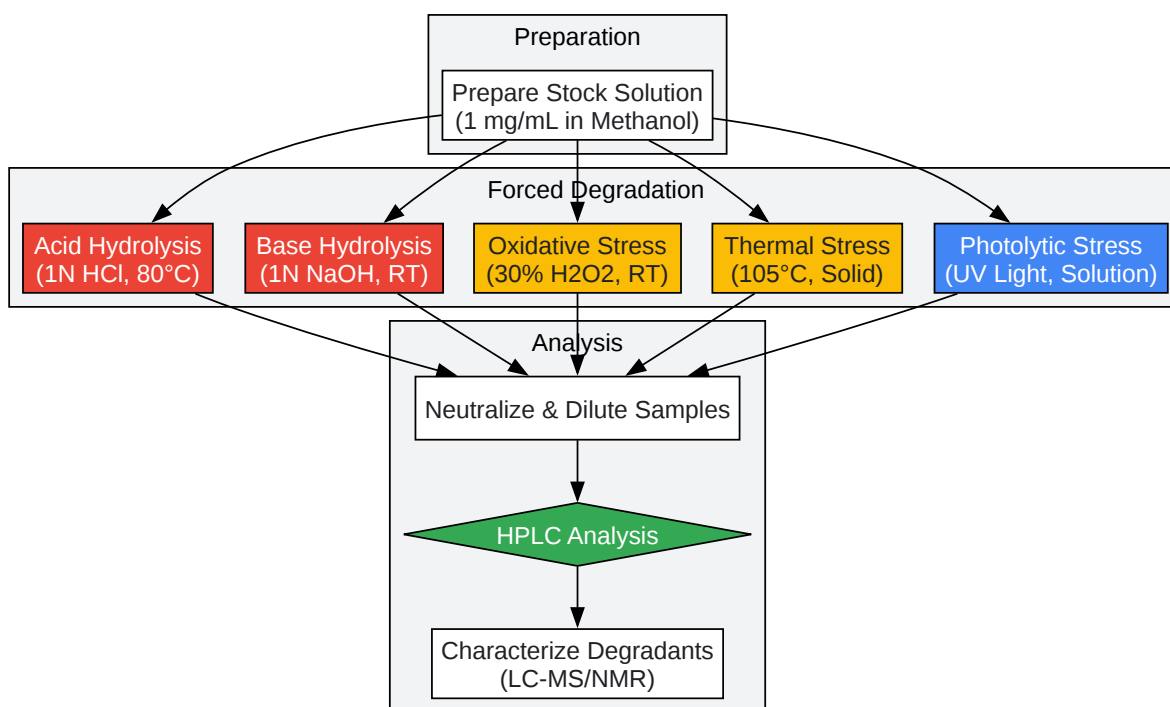 Preparation
Prepare Stock Solution
(1 mg/mL in Methanol)
Forced Degradation
Acid Hydrolysis
(1N HCl, 80°C)
Base Hydrolysis
(1N NaOH, RT)
Oxidative Stress
(30% H2O2, RT)
Thermal Stress
(105°C, Solid)
Photolytic Stress
(UV Light, Solution)
Analysis
Neutralize & Dilute Samples
HPLC Analysis
Characterize Degradants
(LC-MS/NMR)